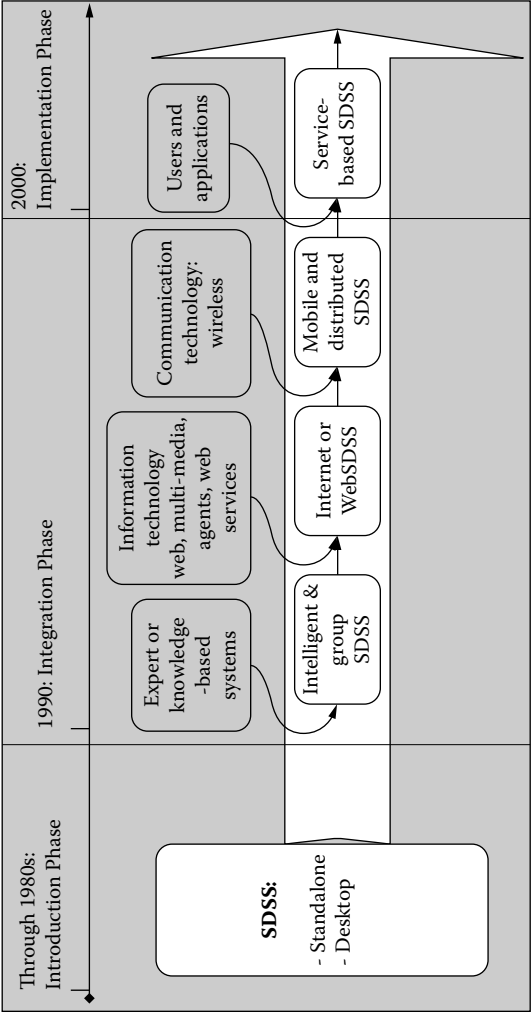 Through 1980s:
Introduction Phase
1990: Integration Phase
2000:
Implementation Phase
SDSS:
- Standalone
- Desktop
Expert or
knowledge
-based
systems
Information
technology
web, multi-media,
agents, web
services
Communication
technology:
wireless
Users and
applications
Intelligent &
group
SDSS
Internet or
WebSDSS
Mobile and
distributed
SDSS
Service-
based SDSS